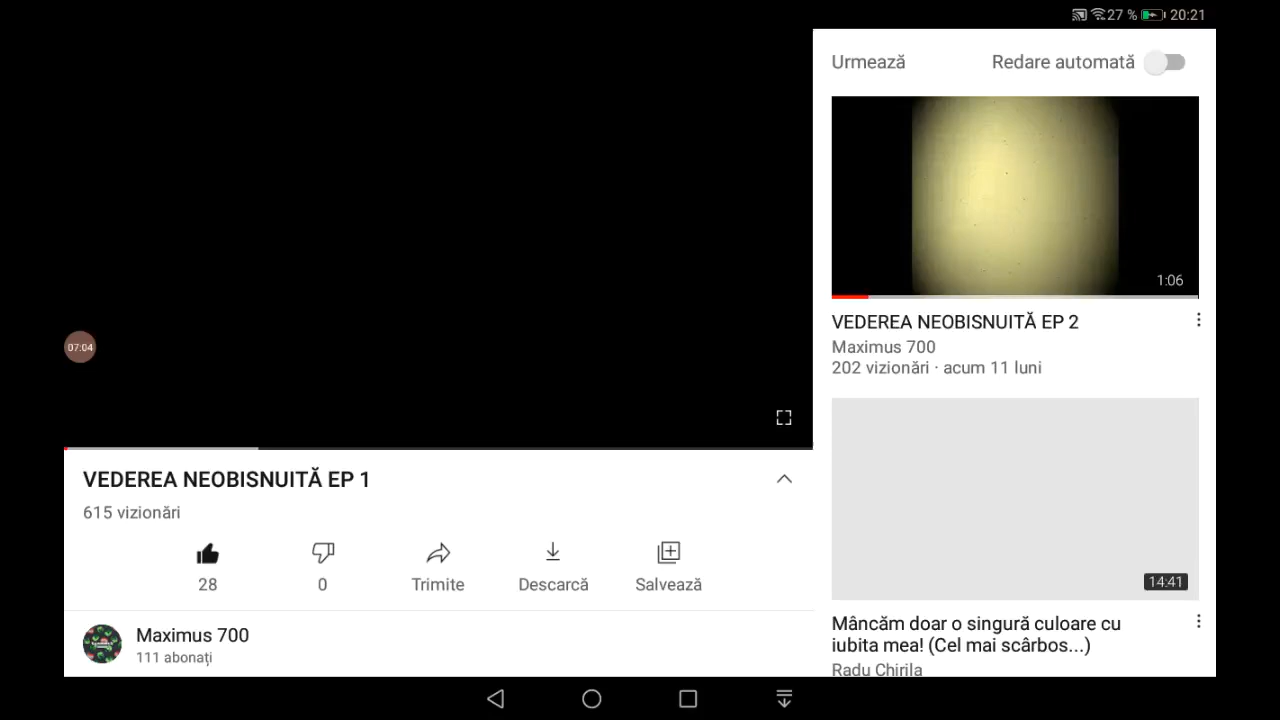 27 % 20:21
Urmează Redare automată
1:06
VEDEREA NEOBISNUITĂ EP 2
Maximus 700
202 vizionări · acum 11 luni
07:04
VEDEREA NEOBISNUITĂ EP 1
615 vizionări
28 0 Trimite Descarcă Salvează
Maximus 700
111 abonați
14:41
Mâncăm doar o singură culoare cu
iubita mea! (Cel mai scârbos...)
Radu Chirila